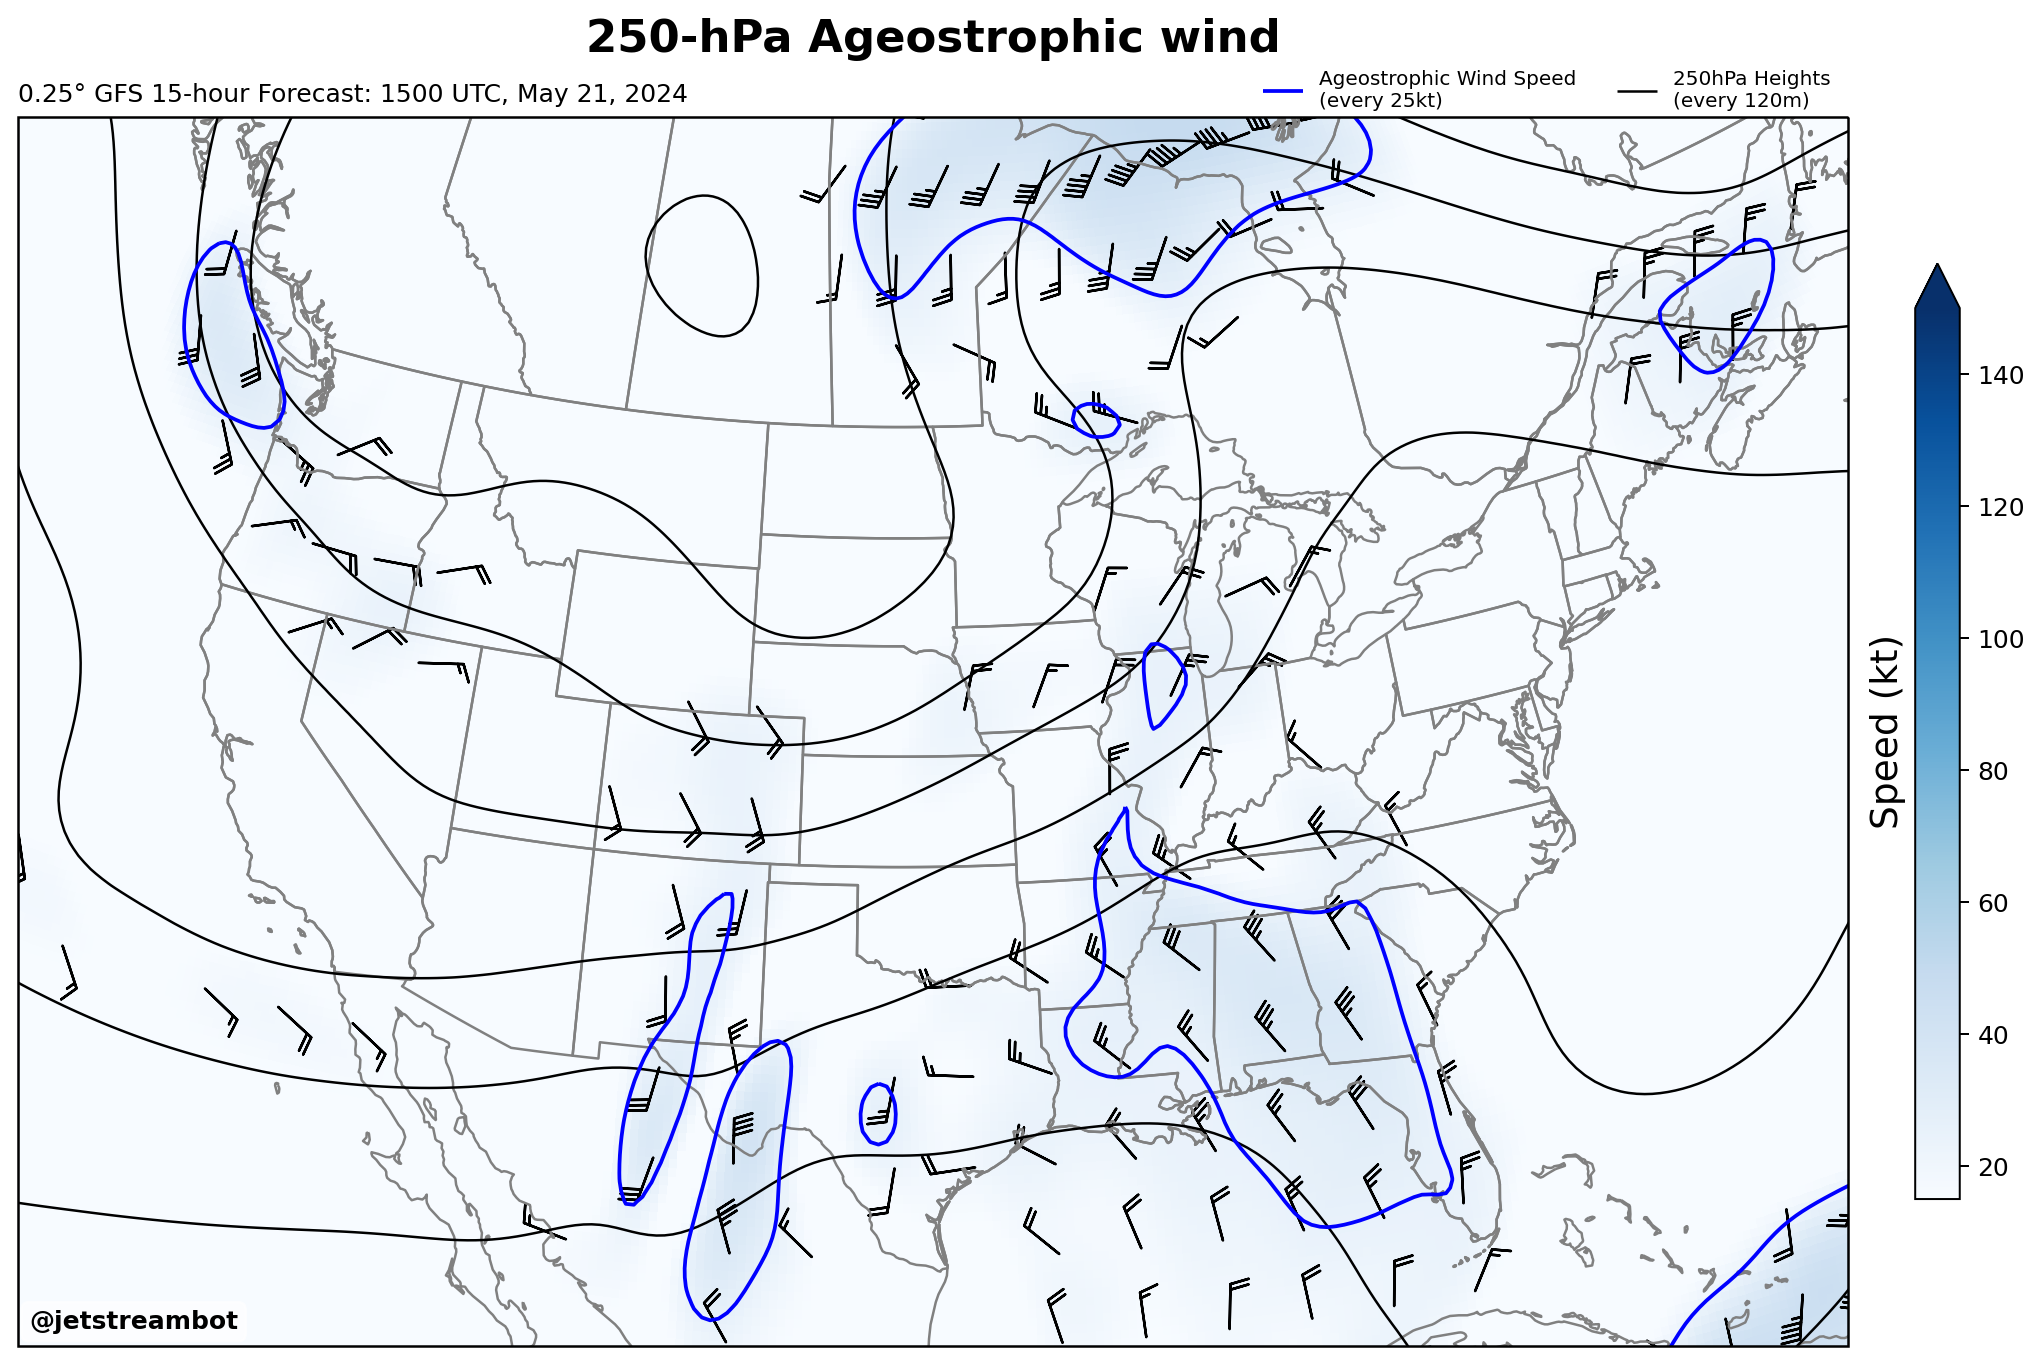 250-hPa Ageostrophic wind
0.25° GFS 15-hour Forecast: 1500 UTC, May 21, 2024
Ageostrophic Wind Speed
(every 25kt)
250hPa Heights
(every 120m)
140
120
100
80
60
40
20
Speed (kt)
@jetstreambot